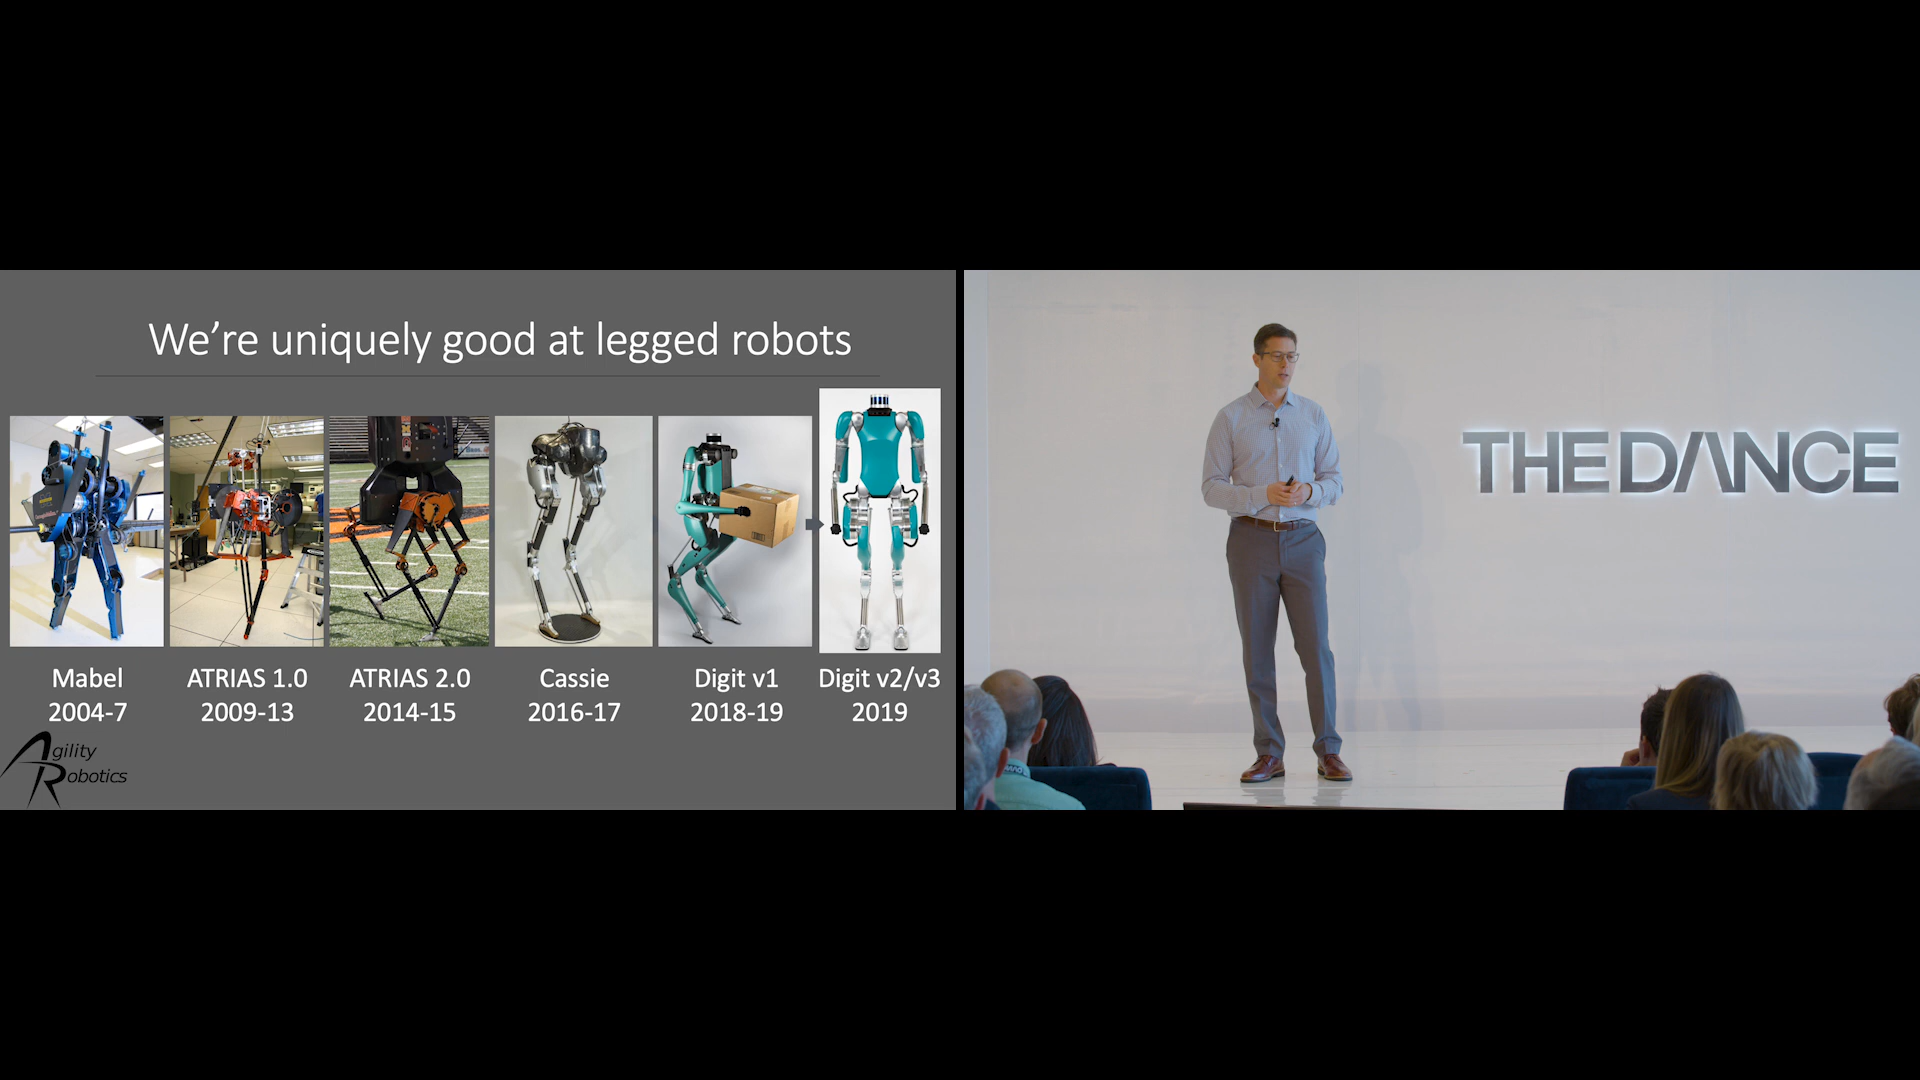 We’re uniquely good at legged robots
Mabel
2004-7
ATRIAS 1.0
2009-13
ATRIAS 2.0
2014-15
Cassie
2016-17
Digit v1
2018-19
Digit v2/v3
2019
Agility
Robotics
THE DANCE